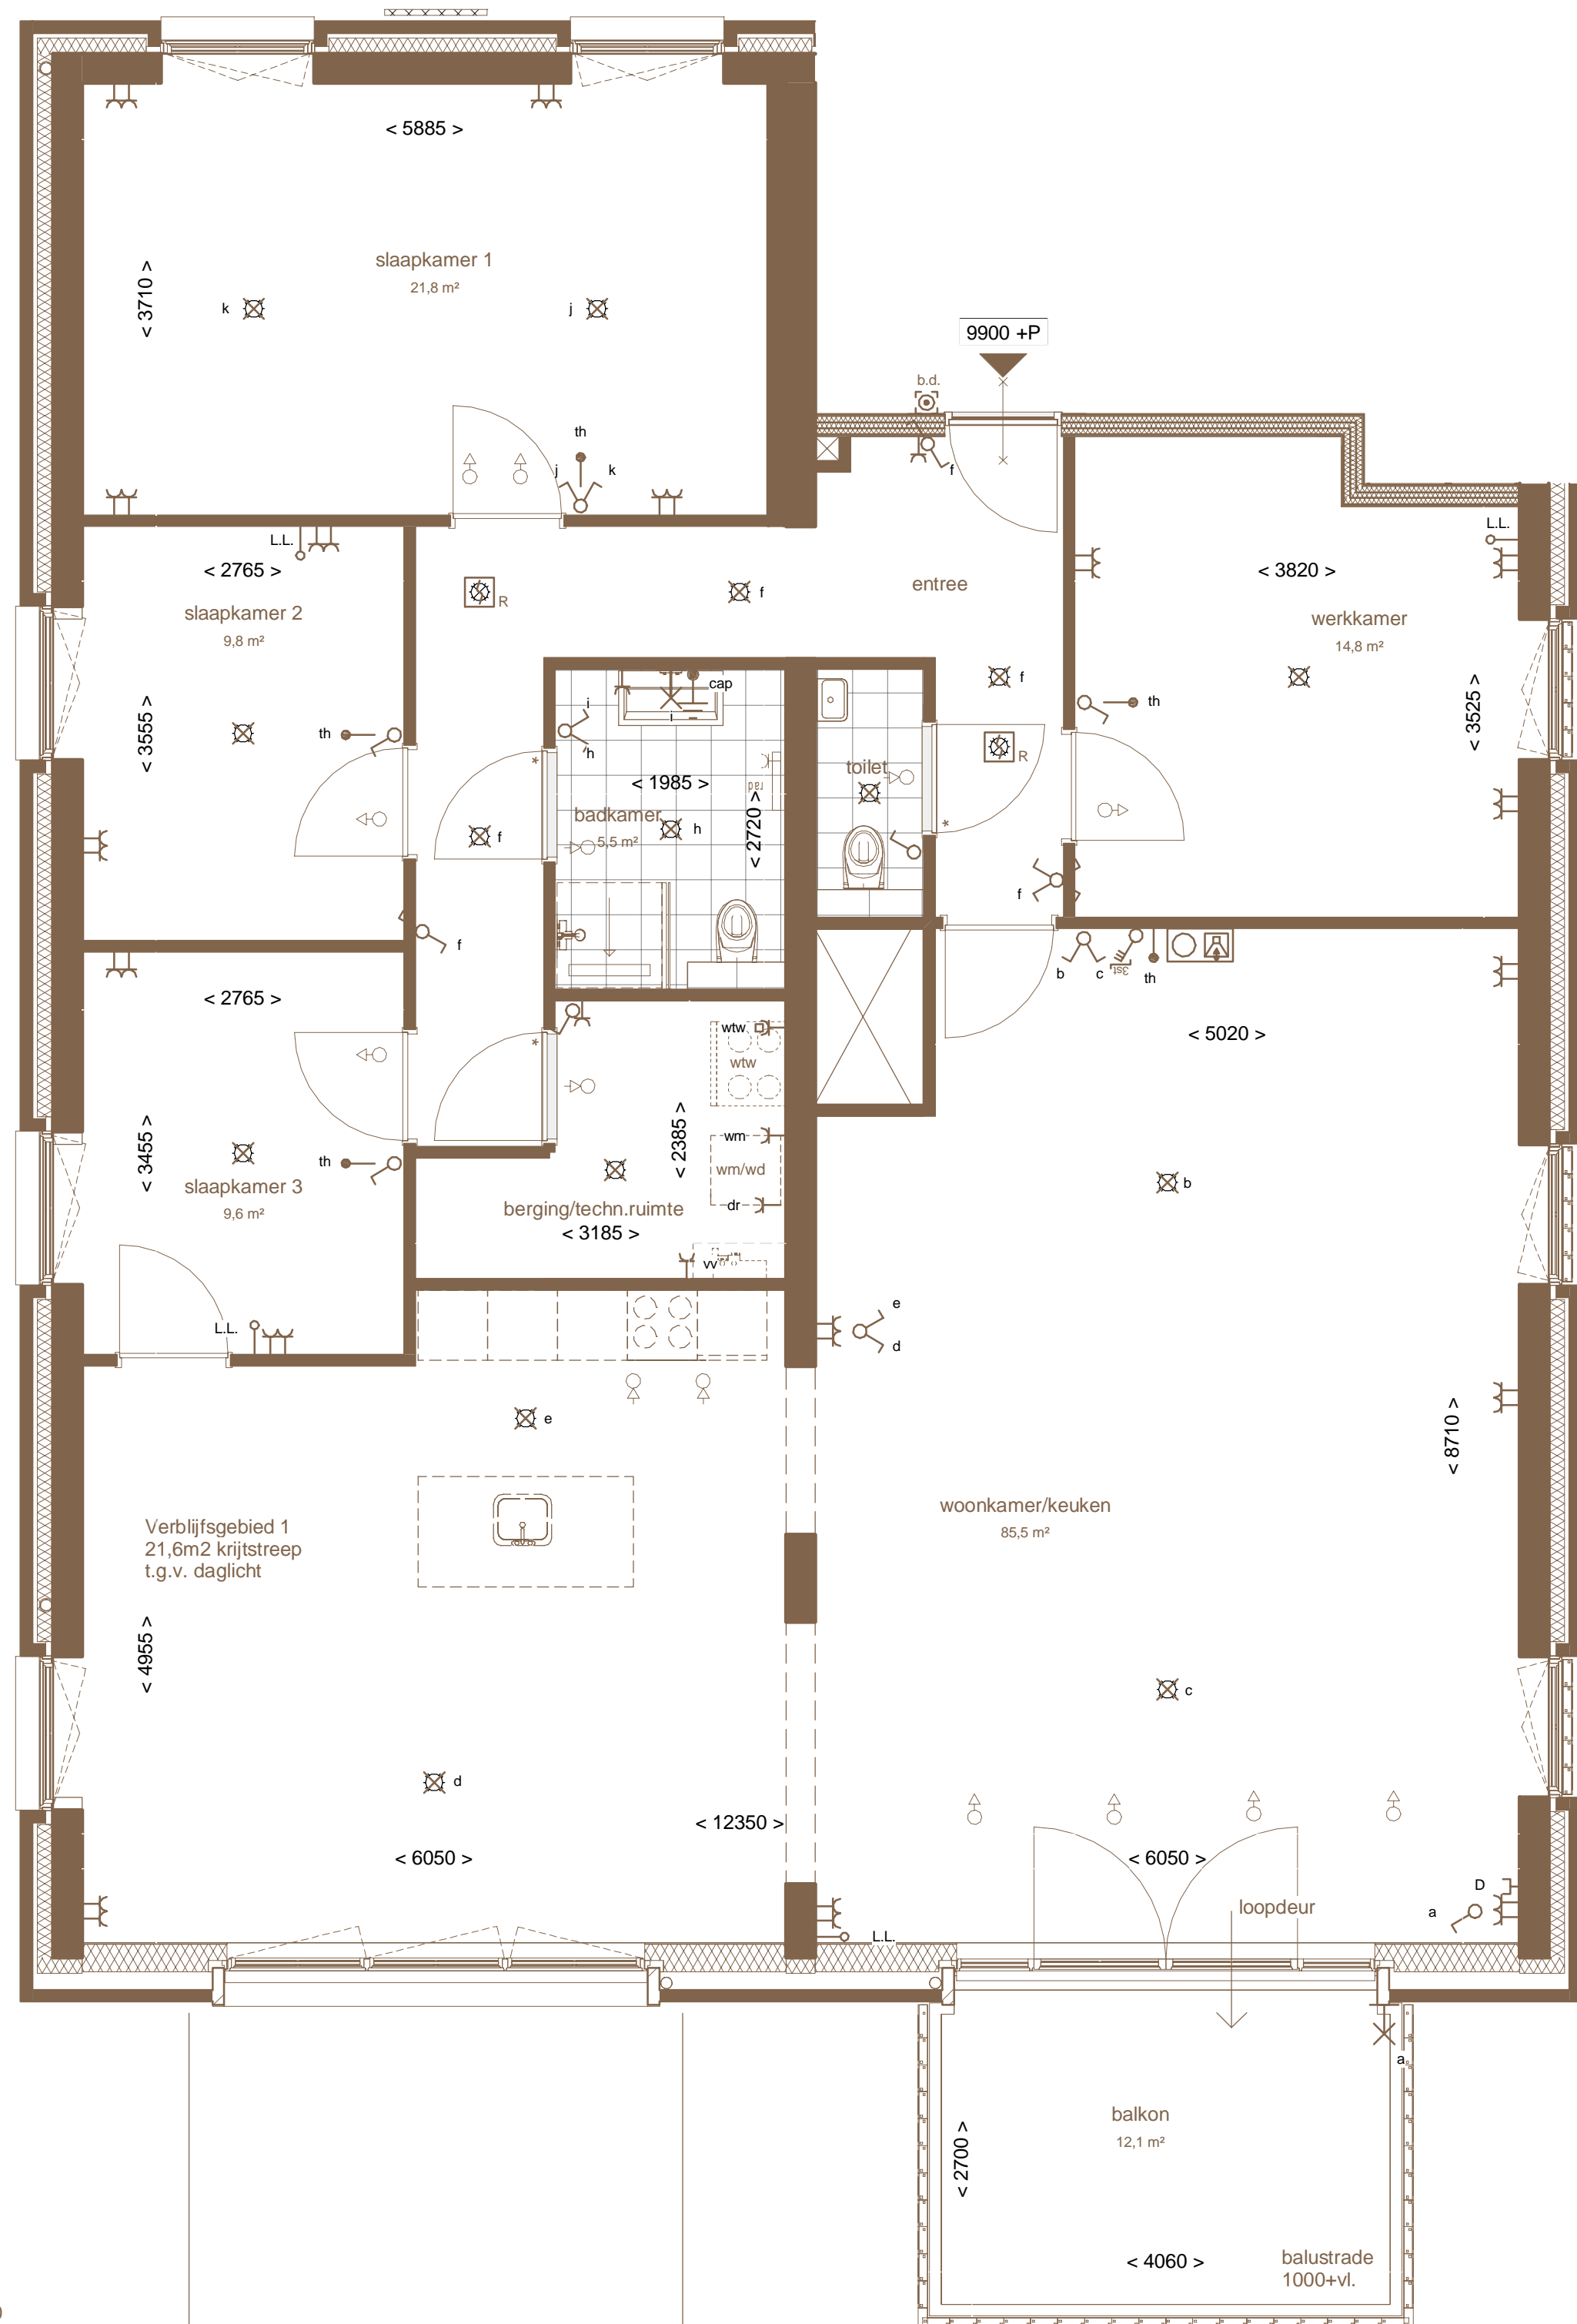 < 5885 >
slaapkamer 1
21,8 m²
< 3710 >
k
j
9900 +P
b.d.
th
j
k
f
L.L.
L.L.
< 2765 >
< 3820 >
entree
f
R
slaapkamer 2
9,8 m²
werkkamer
14,8 m²
cap
f
i
i
th
< 3555 >
< 3525 >
th
h
R
toilet
< 1985 >
rad
badkamer
5,5 m²
h
< 2720 >
f
f
f
b
c
3st
th
< 2765 >
< 5020 >
wtw
wtw
< 3455 >
< 2385 >
wm
th
wm/wd
slaapkamer 3
9,6 m²
b
berging/techn.ruimte
dr
< 3185 >
vv
L.L.
e
d
e
< 8710 >
woonkamer/keuken
85,5 m²
Verblijfsgebied 1
21,6m2 krijtstreep
t.g.v. daglicht
< 4955 >
c
d
< 12350 >
< 6050 >
< 6050 >
D
a
loopdeur
L.L.
a
balkon
12,1 m²
< 2700 >
< 4060 >
balustrade
1000+vl.